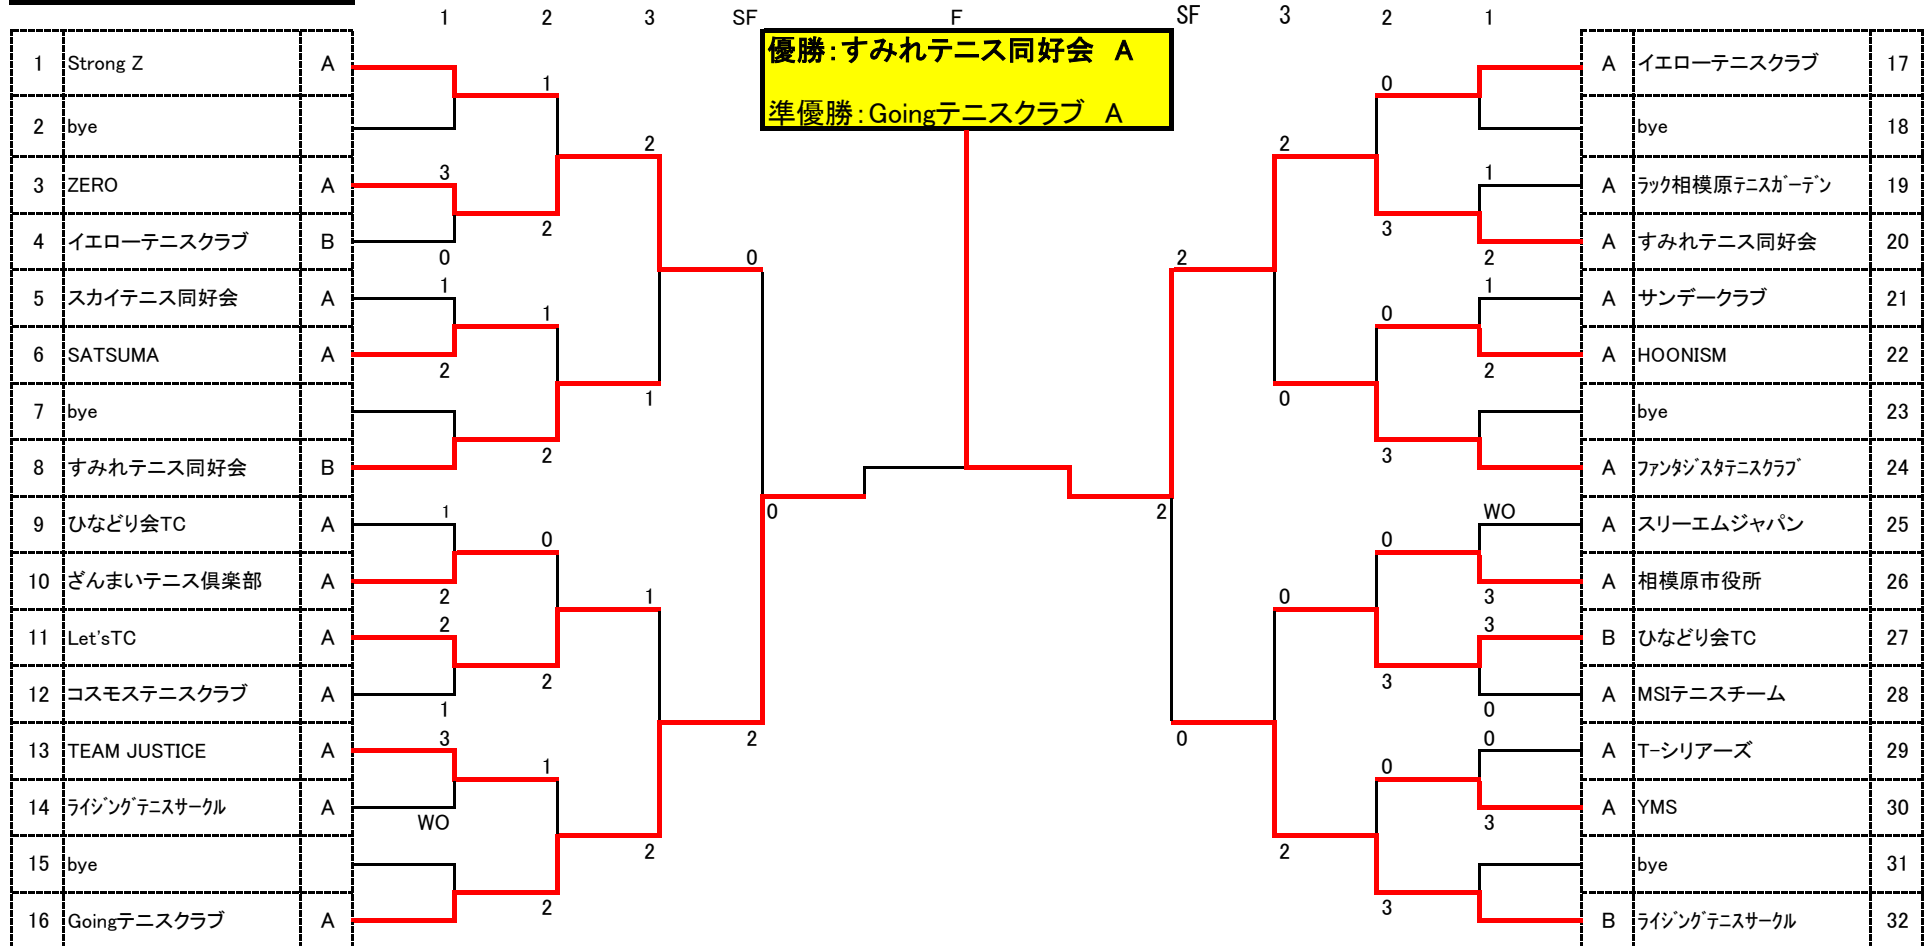 1 2 3 SF F SF 3 2 1
優勝：すみれテニス同好会 A
準優勝：Goingテニスクラブ A
1 Strong Z A 1 0 A イエローテニスクラブ 17
2 bye bye 18
2 2
3 ZERO A 3 1 A ラック相模原テニスガーデン 19
2 3
4 イエローテニスクラブ B A すみれテニス同好会 20
0 0 2 2
5 スカイテニス同好会 A 1 1 A サンデークラブ 21
1 0
6 SATSUMA A A HOONISM 22
2 2
1 0
7 bye bye 23
2 3
8 すみれテニス同好会 B A ファンタジスタテニスクラブ 24
9 ひなどり会TC A 1 0 2 WO A スリーエムジャパン 25
0 0
10 ざんまいテニス倶楽部 A A 相模原市役所 26
2 1 0 3
11 Let'sTC A 2 3 B ひなどり会TC 27
2 3
12 コスモステニスクラブ A A MSIテニスチーム 28
1 0
13 TEAM JUSTICE A 3 2 0 0 A T-シリアーズ 29
1 0
14 ライジングテニスサークル A A YMS 30
WO 3
2 2
15 bye bye 31
2 3
16 Goingテニスクラブ A B ライジングテニスサークル 32